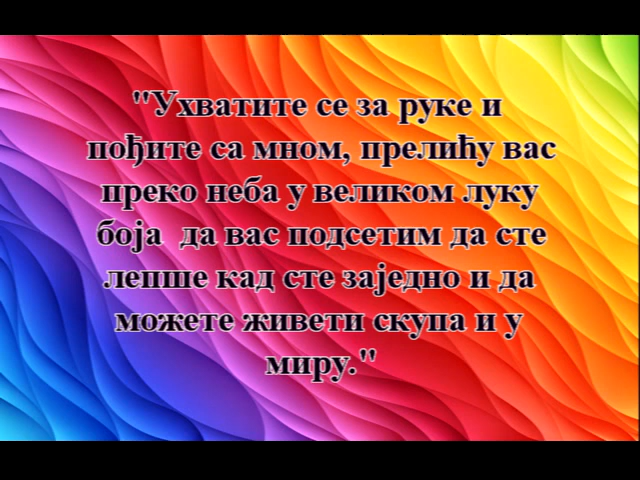 "Ухватите се за руке и
пођите са мном, прелићу вас
преко неба у великом луку
боја да вас подсетим да сте
лепше кад сте заједно и да
можете живети скупа и у
миру."